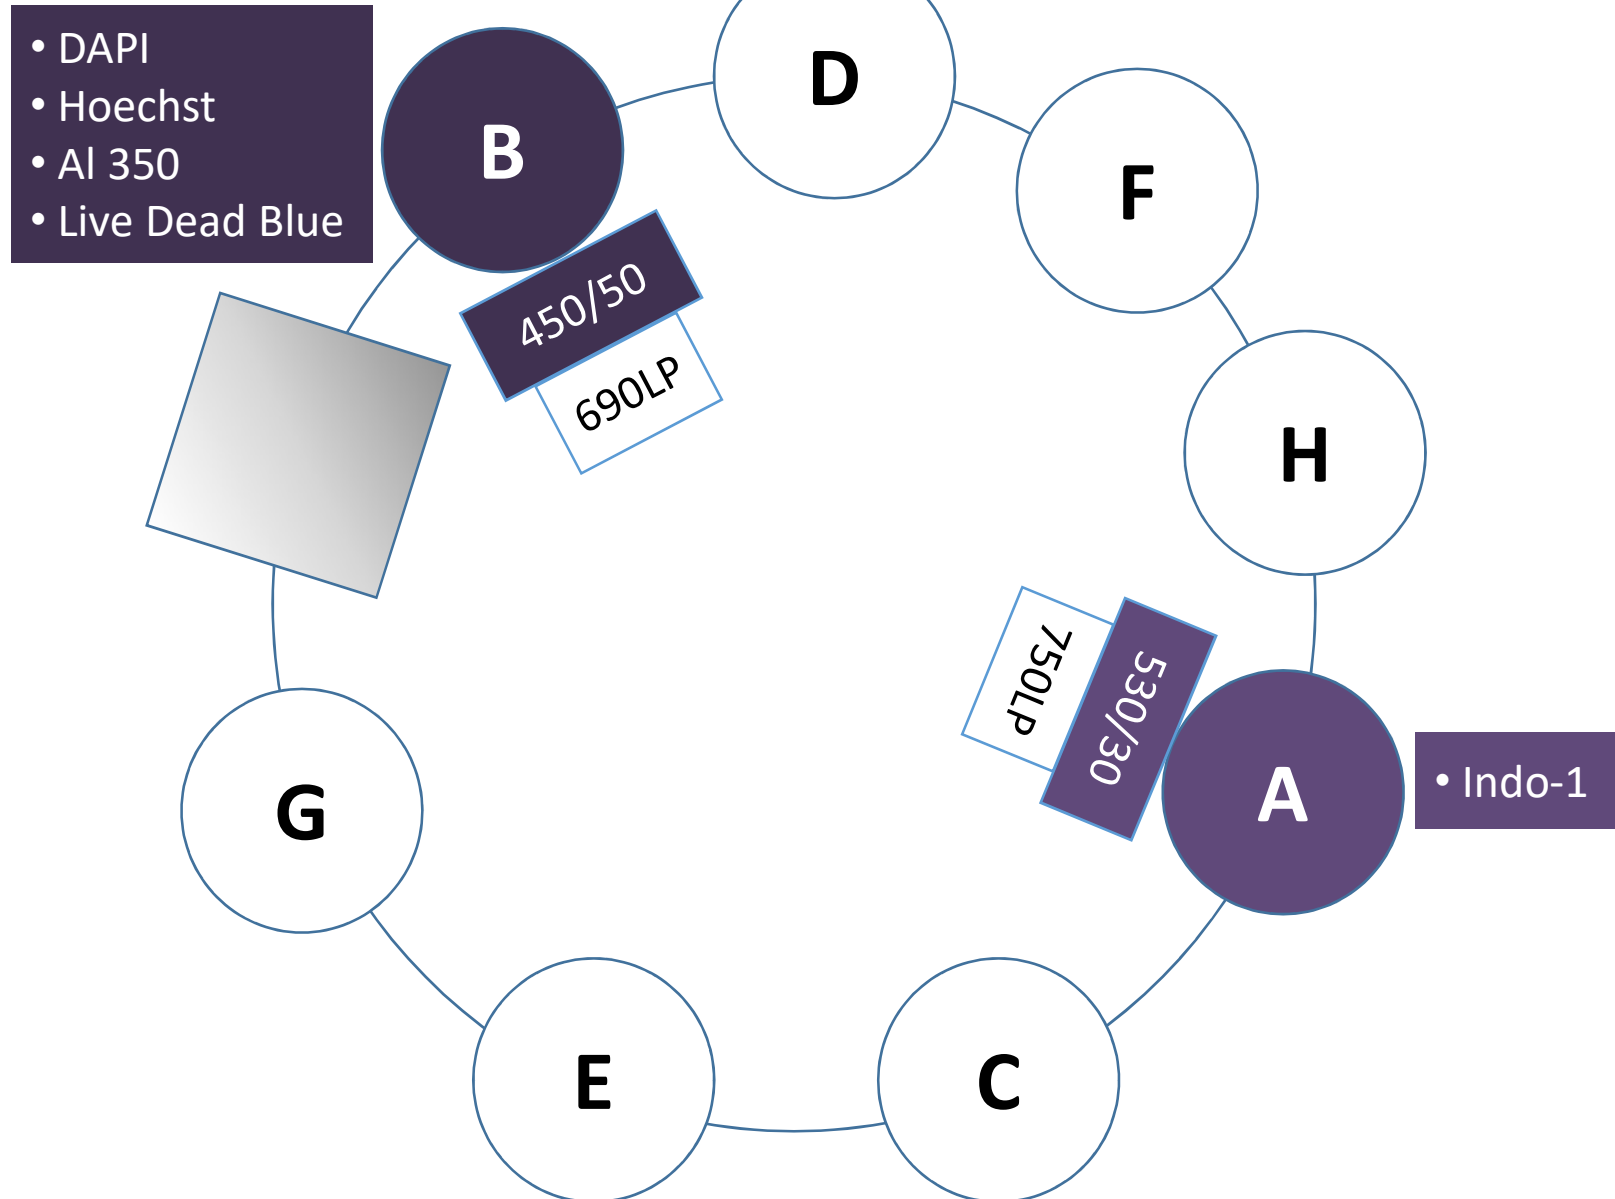 • DAPI
• Hoechst
• Al 350
• Live Dead Blue
B
D
F
450/50
690LP
H
750LP
530/30
A
• Indo-1
G
E
C